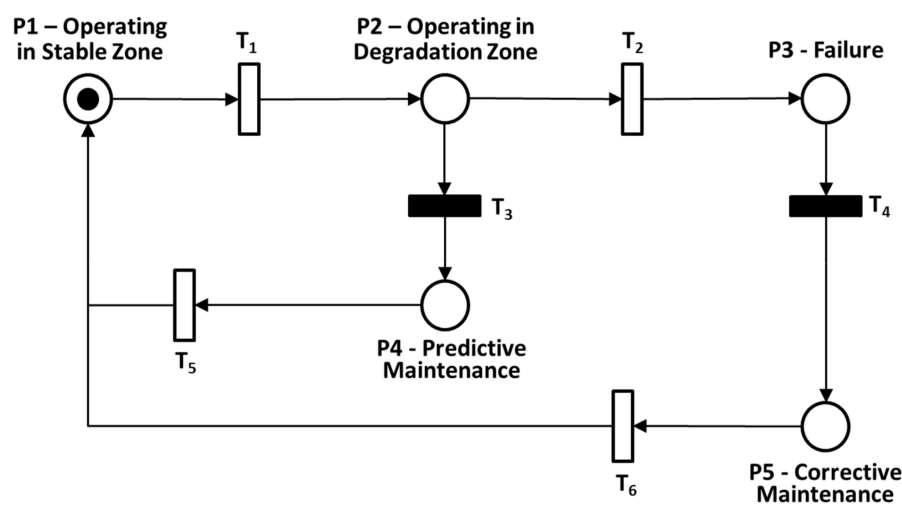 P1 – Operating
in Stable Zone
T1
P2 – Operating in
Degradation Zone
T2
P3 - Failure
T3
T4
T5
P4 - Predictive
Maintenance
T6
P5 - Corrective
Maintenance